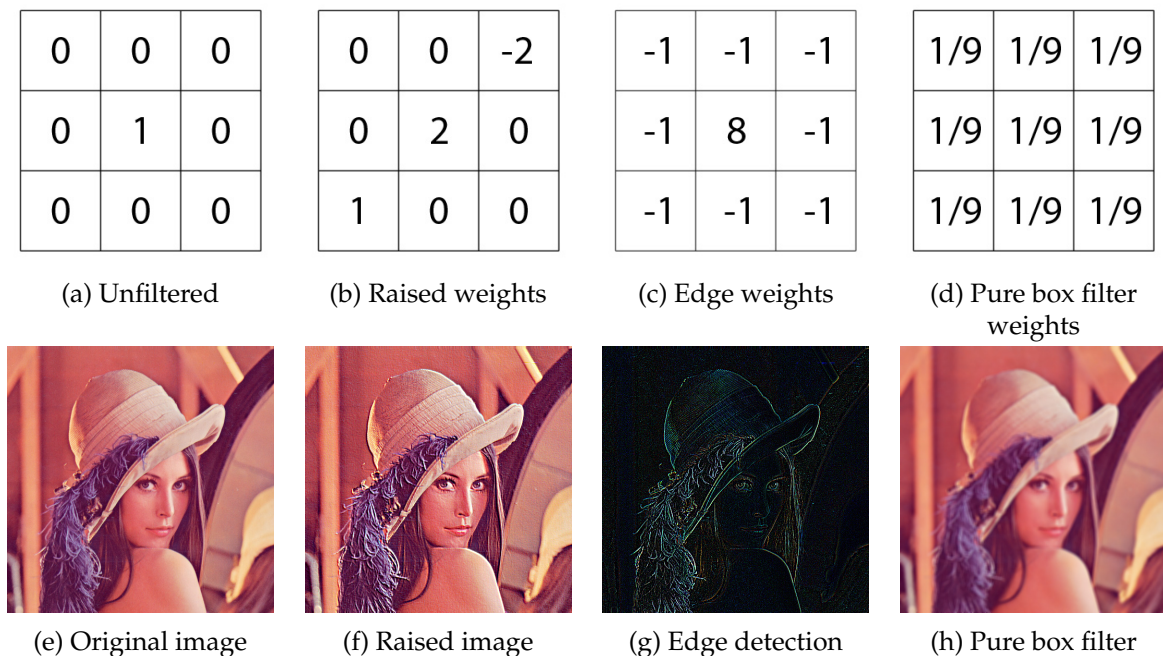 0 0 0
0 1 0
0 0 0
(a) Unfiltered
0 0 -2
0 2 0
1 0 0
(b) Raised weights
-1 -1 -1
-1 8 -1
-1 -1 -1
(c) Edge weights
1/9 1/9 1/9
1/9 1/9 1/9
1/9 1/9 1/9
(d) Pure box filter
weights
(e) Original image
(f) Raised image
(g) Edge detection
(h) Pure box filter